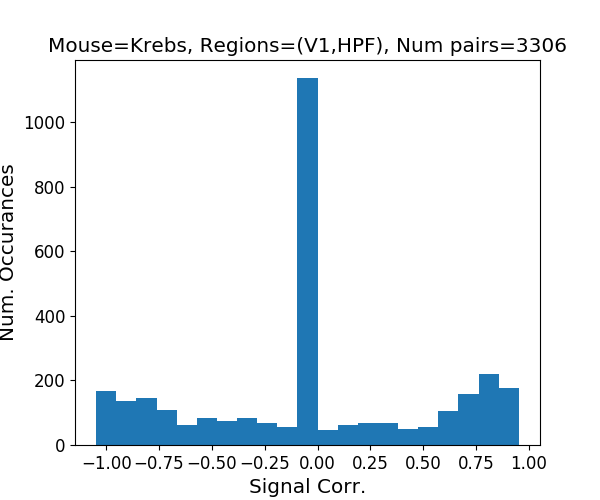 Mouse=Krebs, Regions=(V1,HPF), Num pairs=3306
Num. Occurances
1000
800
600
400
200
0
−1.00 −0.75 −0.50 −0.25 0.00 0.25 0.50 0.75 1.00
Signal Corr.